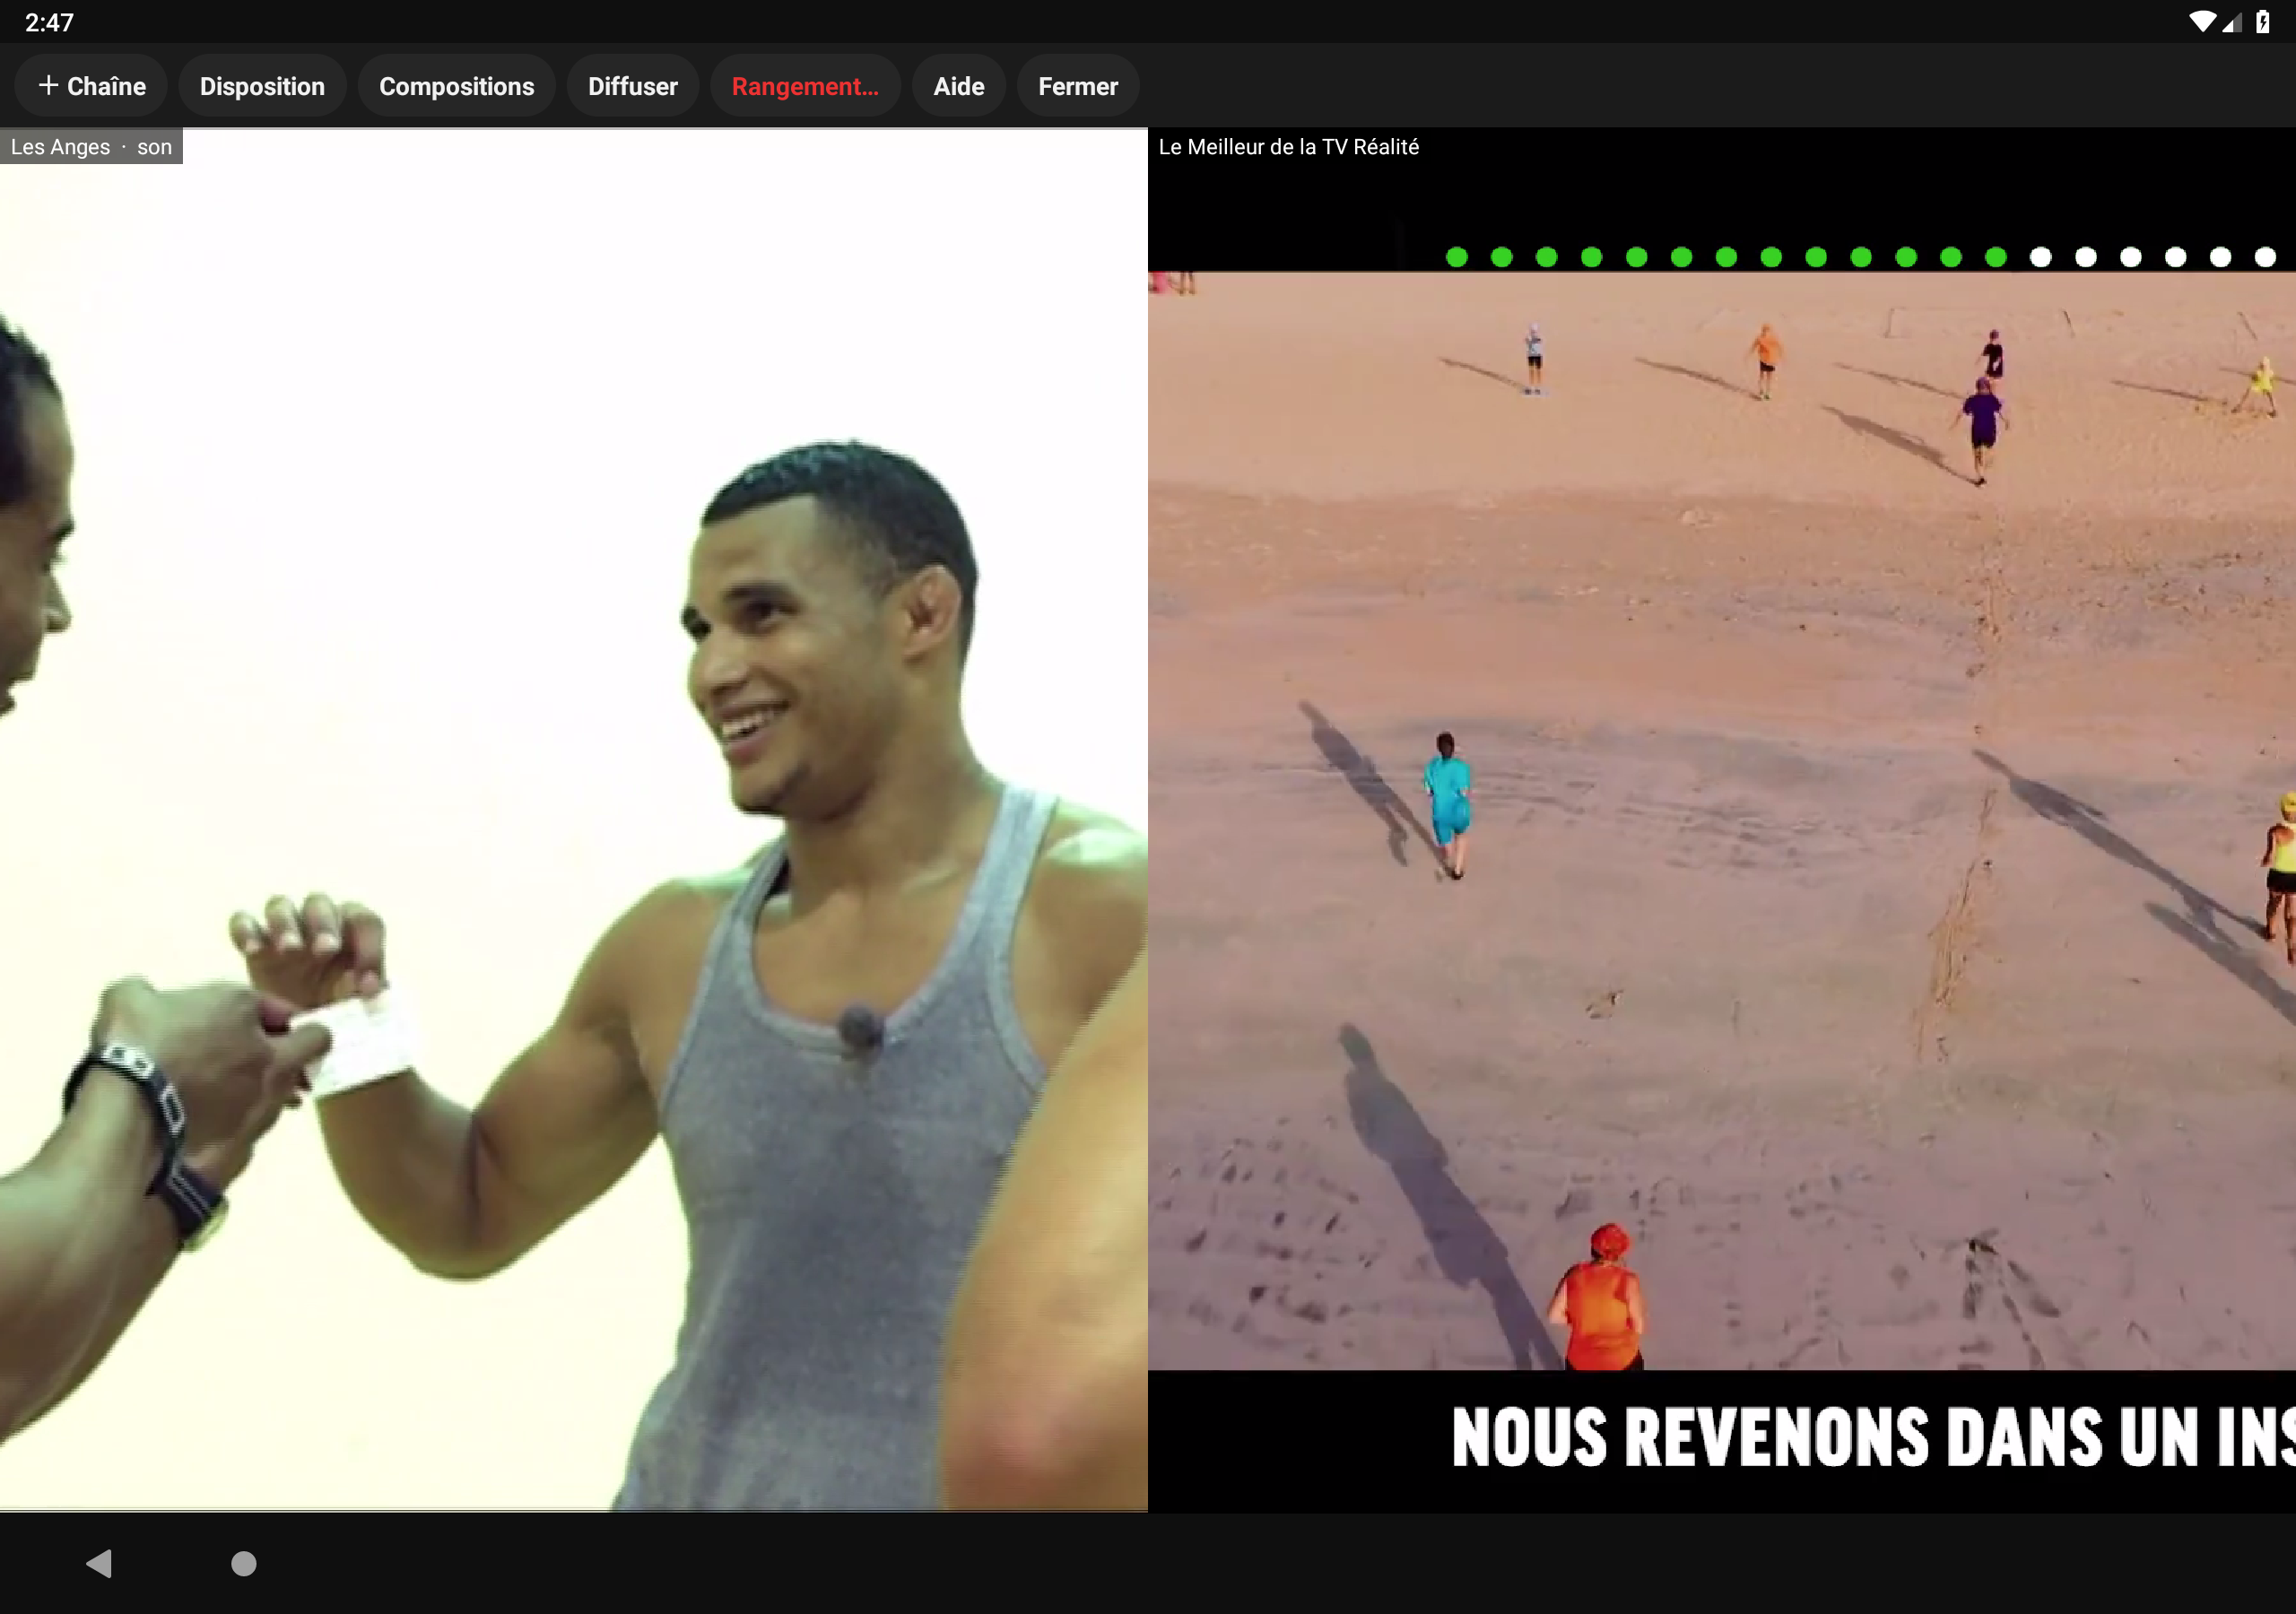 2:47
+ Chaîne
Disposition
Compositions
Diffuser
Rangement...
Aide
Fermer
Les Anges · son
Le Meilleur de la TV Réalité
NOUS REVENONS DANS UN INS